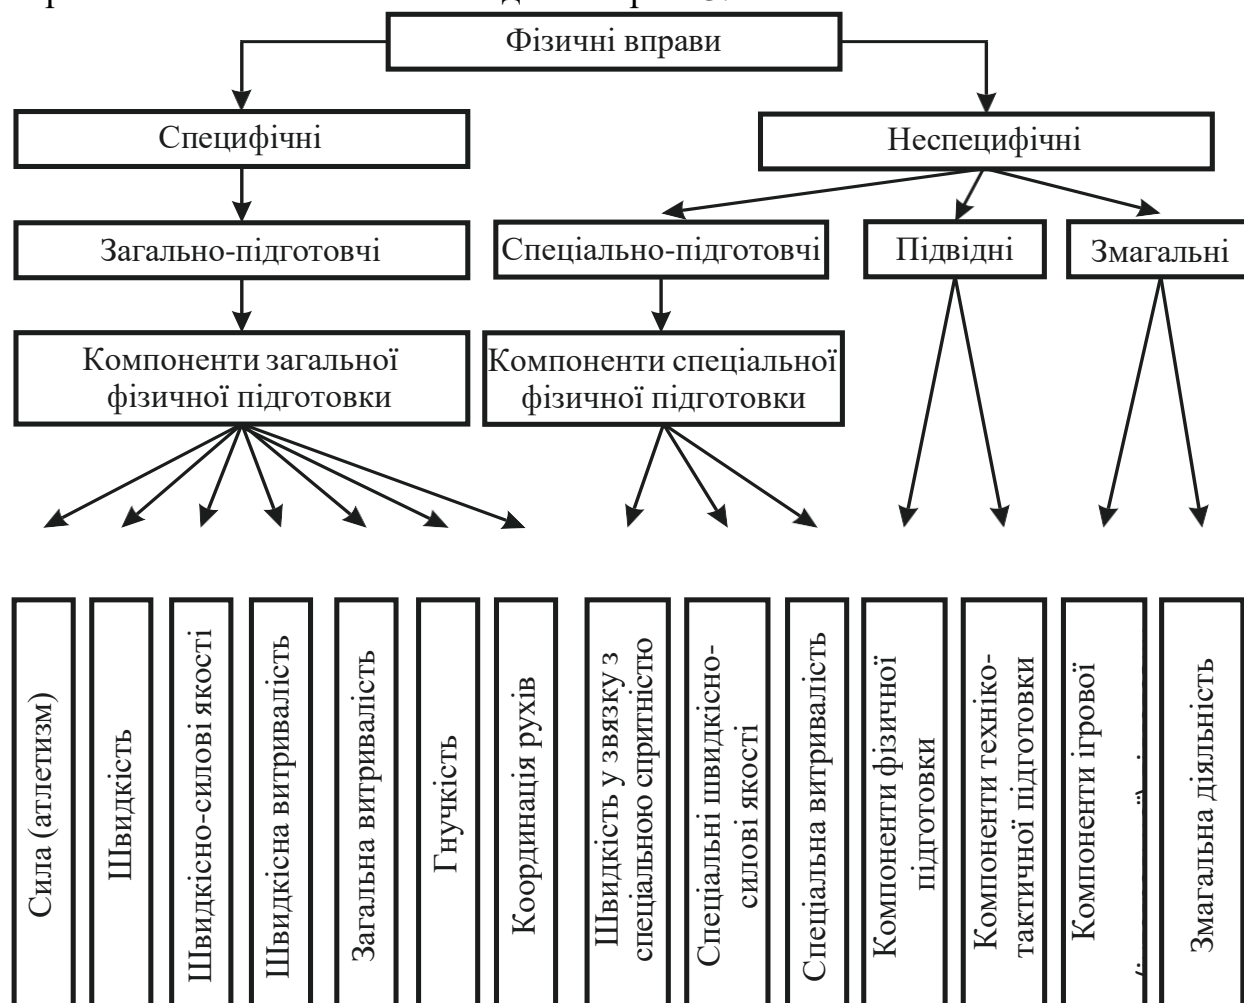 Фізичні вправи
Специфічні
Неспецифічні
Загально-підготовчі
Спеціально-підготовчі
Підвідні
Змагальні
Компоненти загальної
фізичної підготовки
Компоненти спеціальної
фізичної підготовки
Сила (атлетизм)
Швидкість
Швидкісно-силові якості
Швидкісна витривалість
Загальна витривалість
Гнучкість
Координація рухів
Швидкість у звязку з
спеціальною спритністю
Спеціальні швидкісно-
силові якості
Спеціальна витривалість
Компоненти фізичної
підготовки
Компоненти техніко-
тактичної підготовки
Компоненти ігрової
Змагальна діяльність